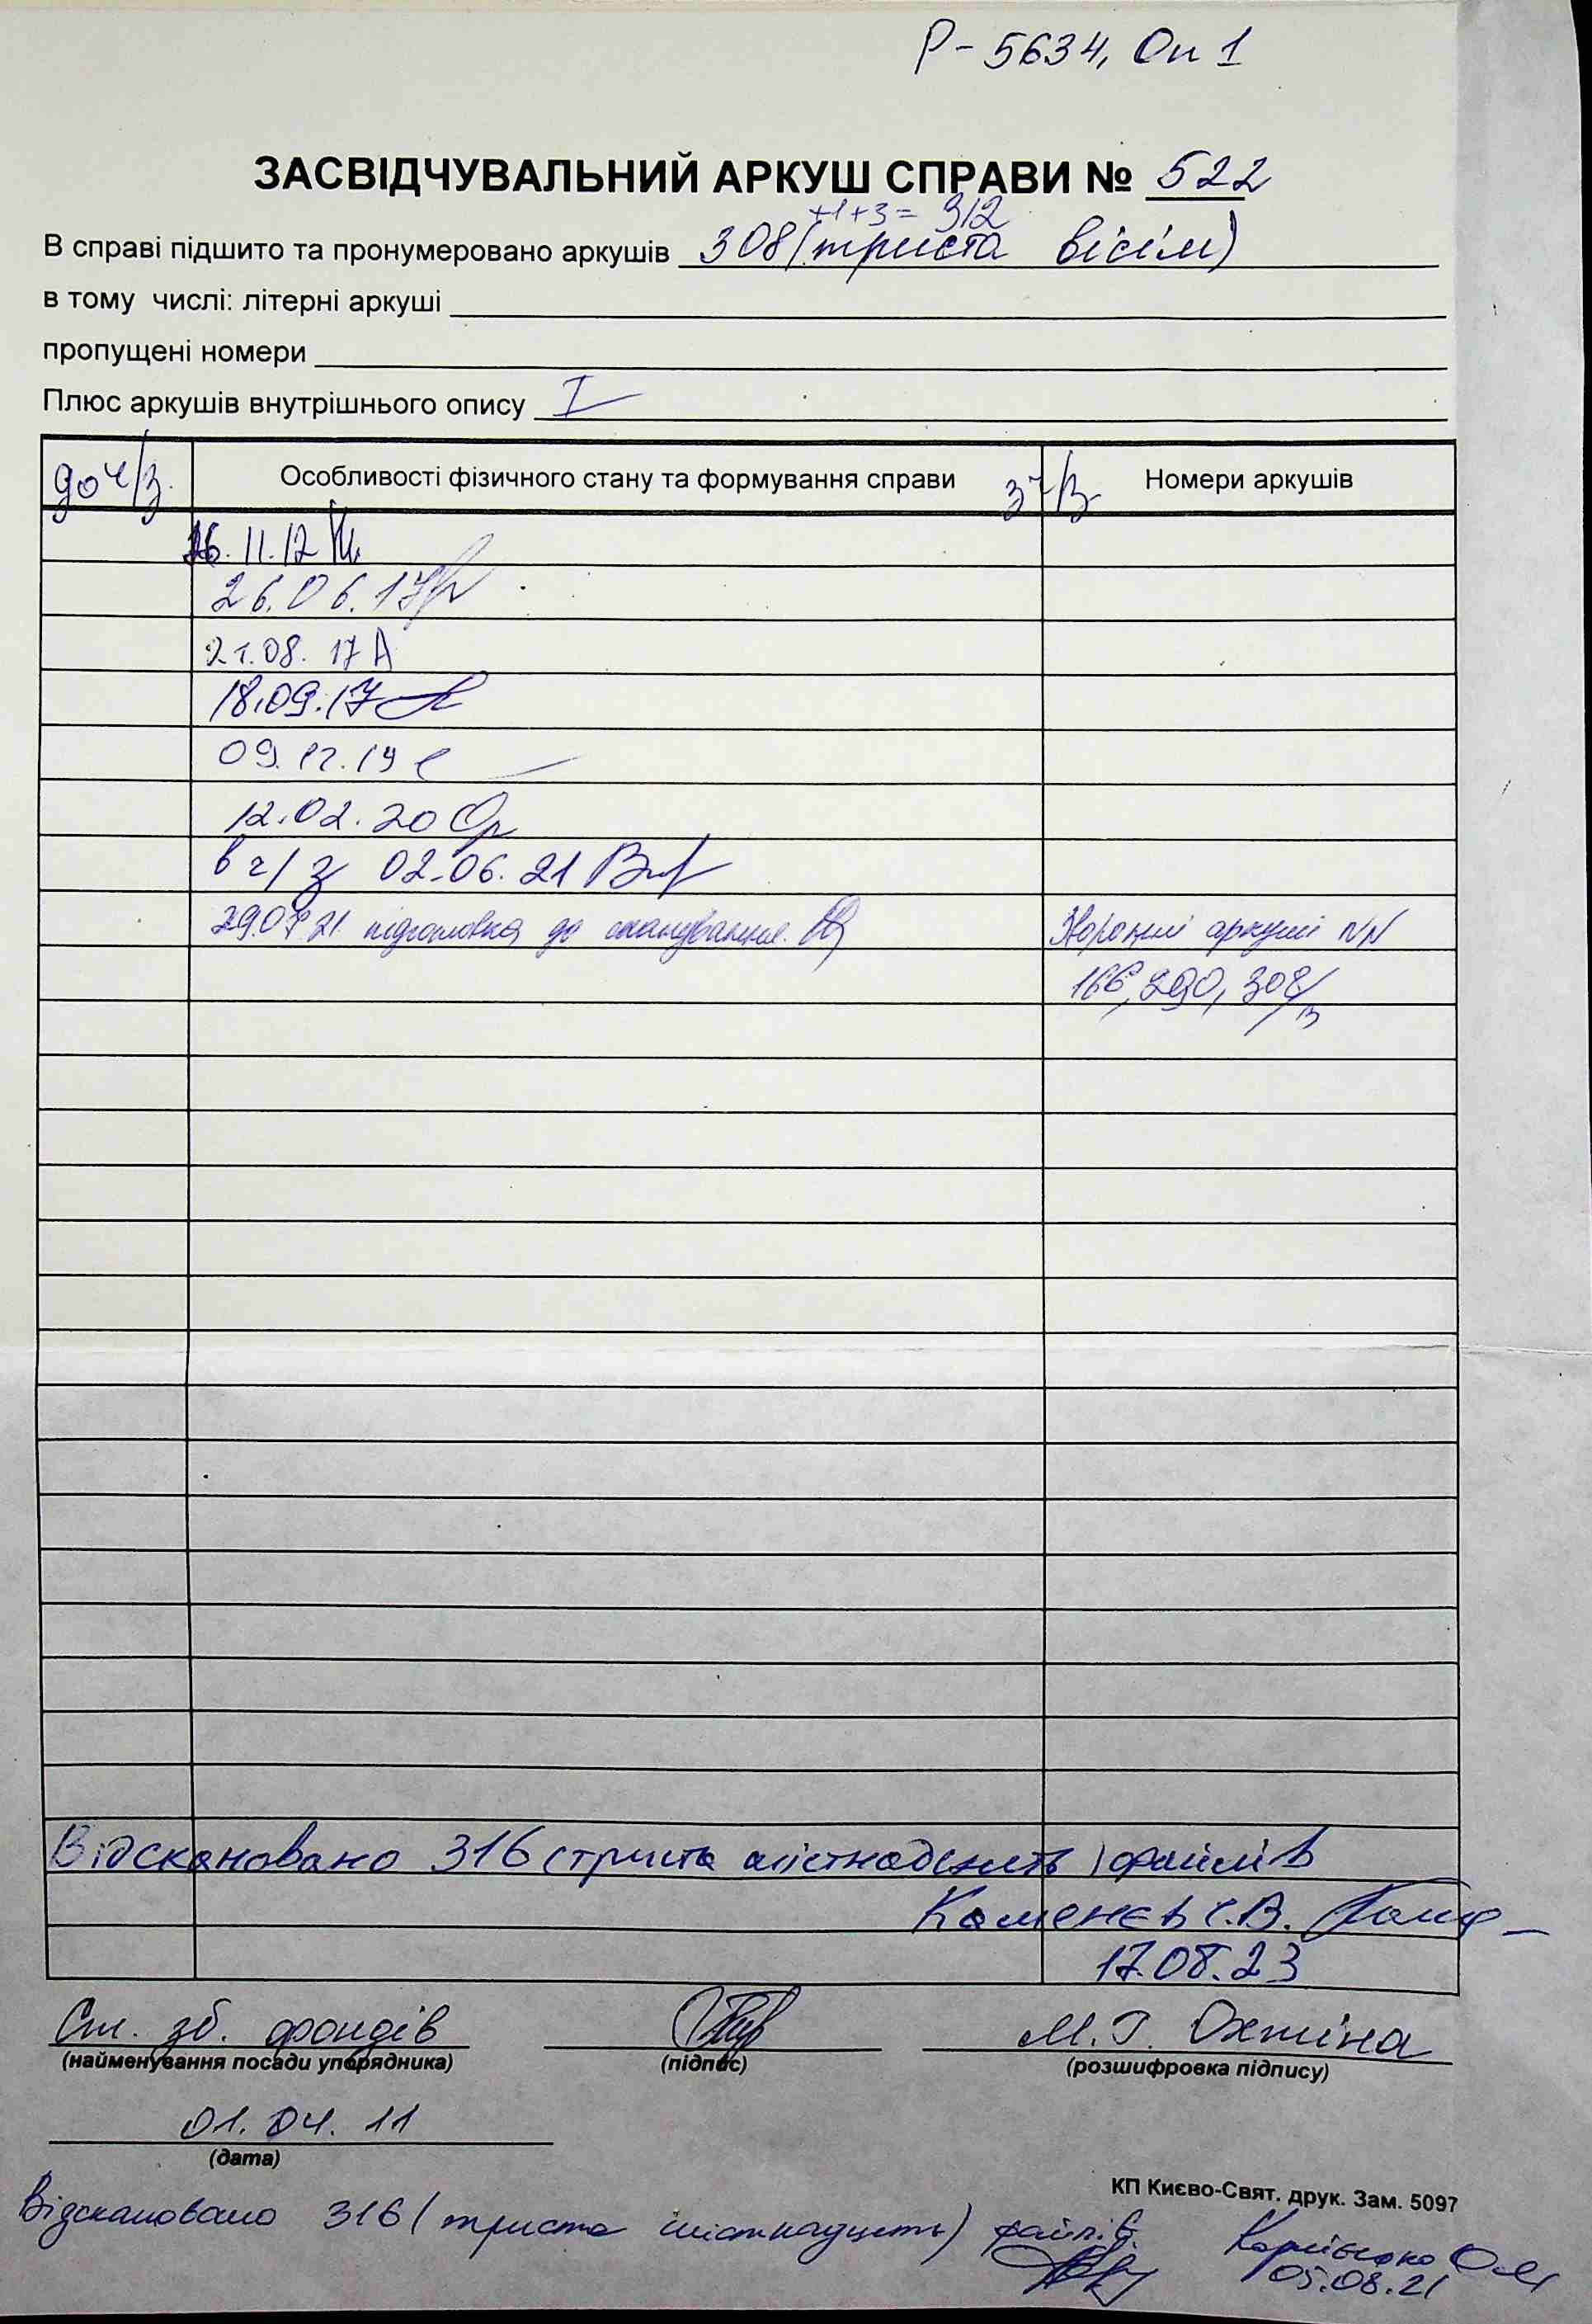 Р-5634, Оп 1
ЗАСВІДЧУВАЛЬНИЙ АРКУШ СПРАВИ № 522
+1+3= 312
В справі підшито та пронумеровано аркушів 308 (триста вісім)
в тому числі: літерні аркуші
пропущені номери
Плюс аркушів внутрішнього опису I
до ч/з. Особливості фізичного стану та формування справи з ч/з Номери аркушів
26.11.12
26.06.17
21.08.17 А
18.09.17
09.12.19
12.02.20
в ч/з 02.06.21
29.07.21 підготовка до сканування. Порожні аркуші NN
166, 290, 308/
Відскановано 316 (триста шістнадцять) файлів
Каменєв Є.В.
17.08.23
Ст. зб. фондів М.Г. Охтіна
(найменування посади упорядника) (підпис) (розшифровка підпису)
01.04.11
(дата)
КП Києво-Свят. друк. Зам. 5097
Відскановано 316 (триста шістнадцять) файлів
05.08.21